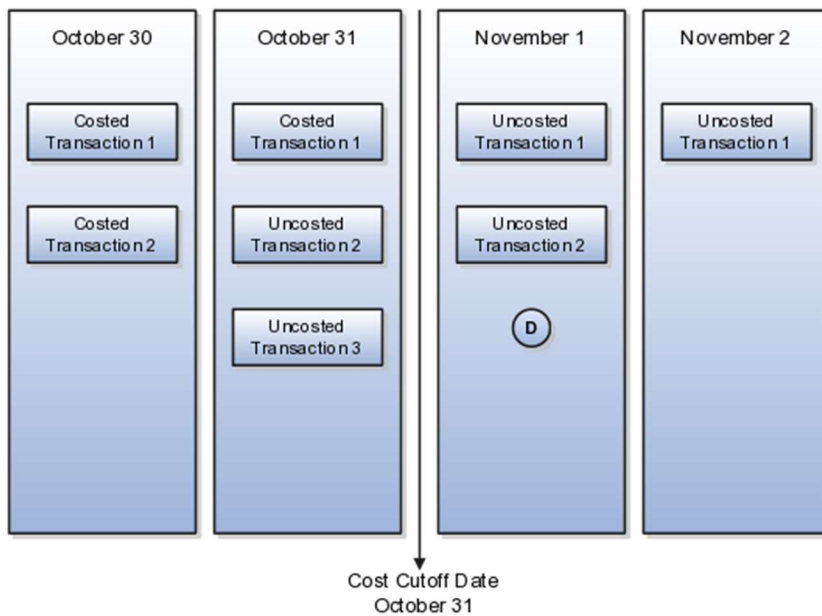 October 30
Costed
Transaction 1
Costed
Transaction 2
October 31
Costed
Transaction 1
Uncosted
Transaction 2
Uncosted
Transaction 3
November 1
Uncosted
Transaction 1
Uncosted
Transaction 2
D
November 2
Uncosted
Transaction 1
Cost Cutoff Date
October 31